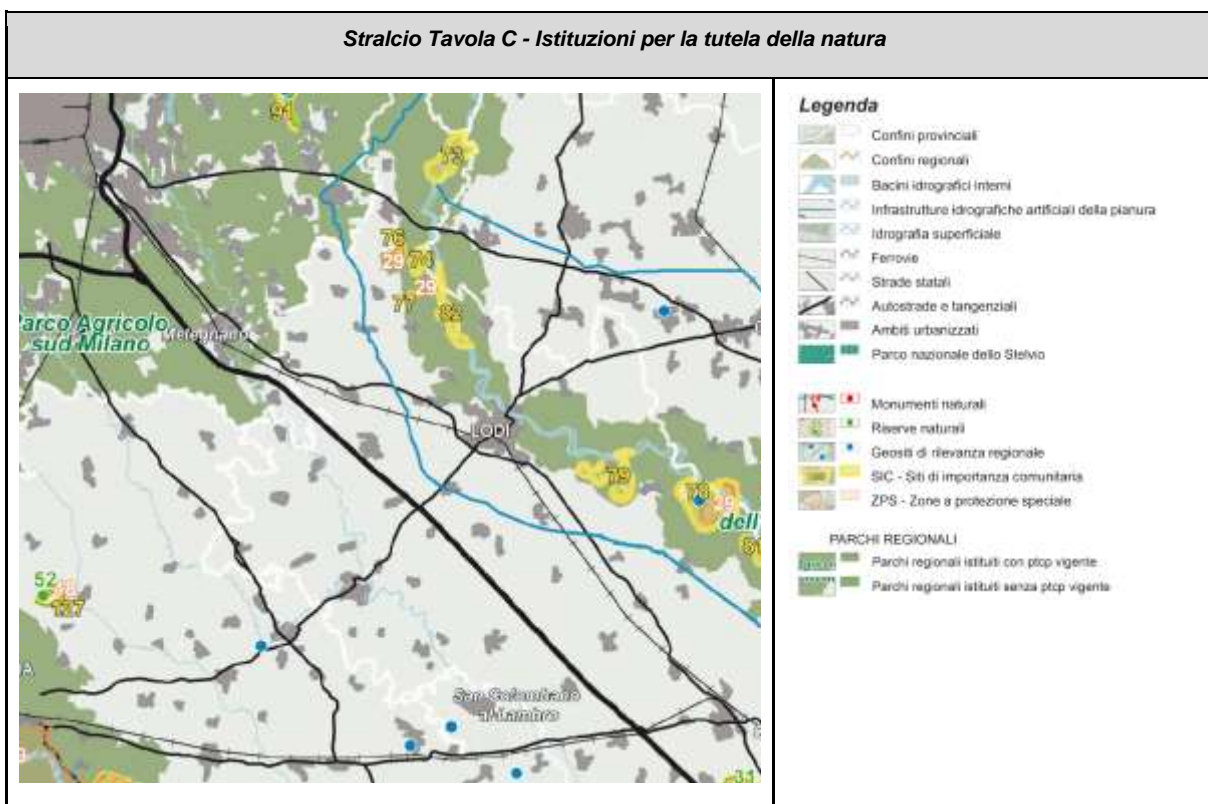 Stralcio Tavola C - Istituzioni per la tutela della natura
91
73
76
74
29
29
77
82
Parco Agricolo
sud Milano
Melegnano
LODI
79
78
dell
52
127
San Colombano
al Lambro
31
Legenda
Confini provinciali
Confini regionali
Bacini idrografici interni
Infrastrutture idrografiche artificiali della pianura
Idrografia superficiale
Ferrovie
Strade statali
Autostrade e tangenziali
Ambiti urbanizzati
Parco nazionale dello Stelvio
Monumenti naturali
Riserve naturali
Geositi di rilevanza regionale
SIC - Siti di importanza comunitaria
ZPS - Zone a protezione speciale
PARCHI REGIONALI
Parchi regionali istituiti con ptcp vigente
Parchi regionali istituiti senza ptcp vigente